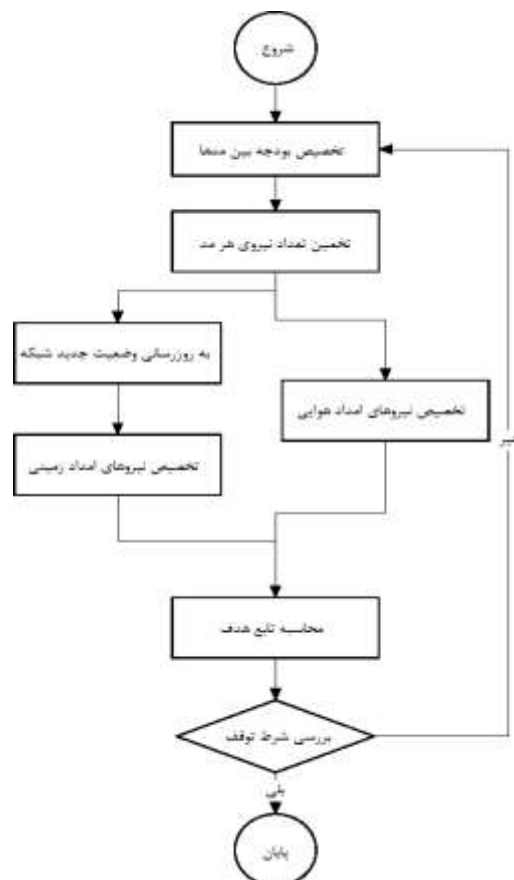 شروع
تخصیص بودجه بین مدها
تخمین تعداد نیروی هر مد
به روزرسانی وضعیت جدید شبکه
تخصیص نیروهای امداد هوایی
تخصیص نیروهای امداد زمینی
خیر
محاسبه تابع هدف
بررسی شرط توقف
بلی
پایان